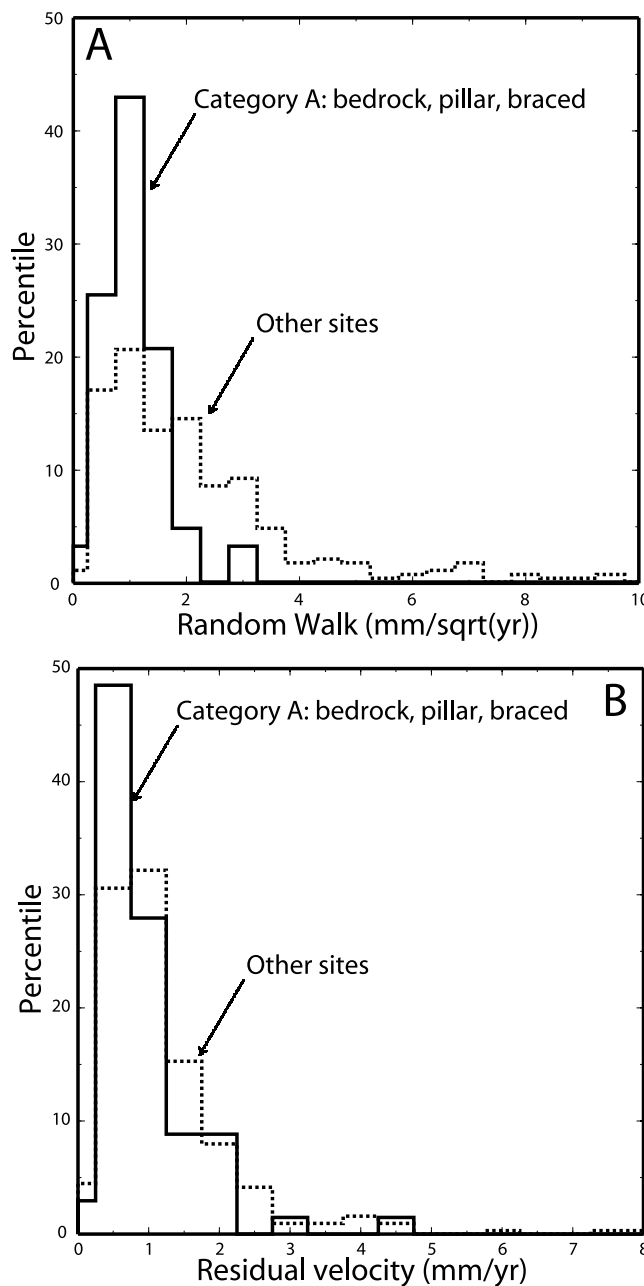 A
Category A: bedrock, pillar, braced
Other sites
Percentile
50
40
30
20
10
0
0 2 4 6 8 10
Random Walk (mm/sqrt(yr))
B
Category A: bedrock, pillar, braced
Other sites
Percentile
50
40
30
20
10
0
0 1 2 3 4 5 6 7 8
Residual velocity (mm/yr)